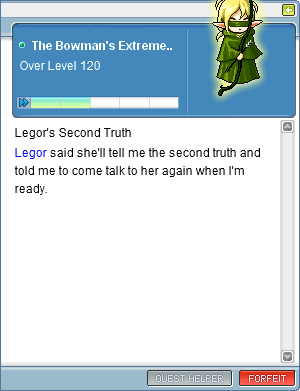 The Bowman's Extreme..
Over Level 120
Legor's Second Truth
Legor said she'll tell me the second truth and
told me to come talk to her again when I'm
ready.
QUEST HELPER
FORFEIT